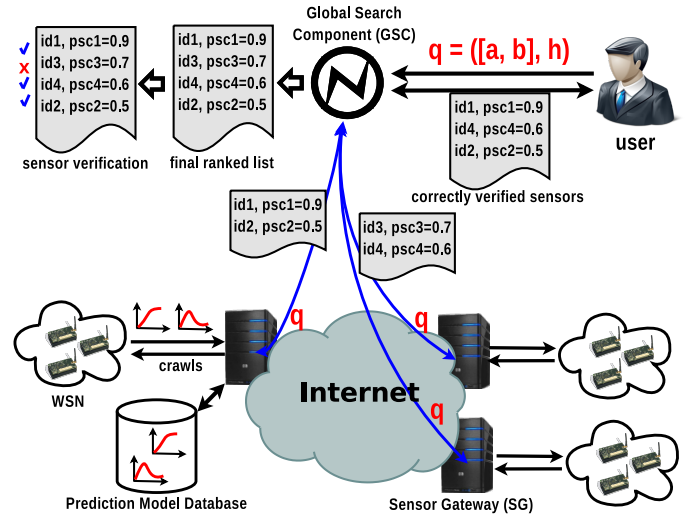 Global Search
Component (GSC)
id1, psc1=0.9
x id3, psc3=0.7
id4, psc4=0.6
id2, psc2=0.5
sensor verification
id1, psc1=0.9
id3, psc3=0.7
id4, psc4=0.6
id2, psc2=0.5
final ranked list
q = ([a, b], h)
user
id1, psc1=0.9
id4, psc4=0.6
id2, psc2=0.5
correctly verified sensors
id1, psc1=0.9
id2, psc2=0.5
id3, psc3=0.7
id4, psc4=0.6
q
q
q
Internet
WSN
crawls
Prediction Model Database
Sensor Gateway (SG)